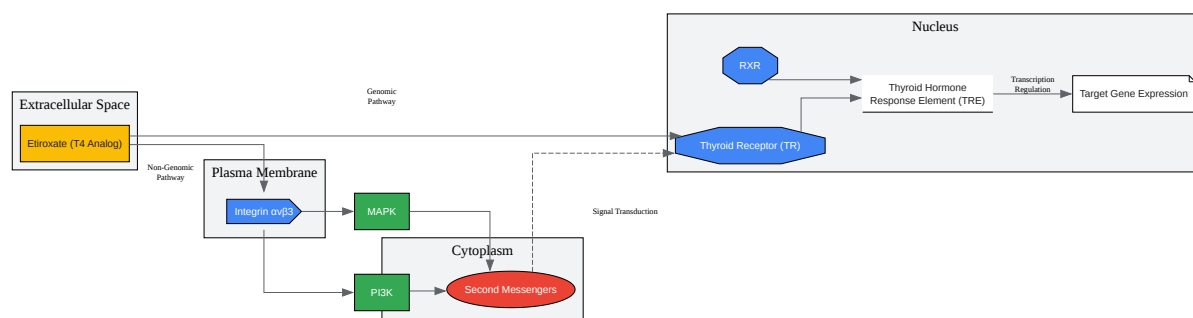 Nucleus
RXR
Thyroid Hormone
Response Element (TRE)
Transcription
Regulation
Target Gene Expression
Genomic
Pathway
Extracellular Space
Etiroxate (T4 Analog)
Thyroid Receptor (TR)
Non-Genomic
Pathway
Plasma Membrane
Integrin αvβ3
MAPK
Signal Transduction
Cytoplasm
PI3K
Second Messengers